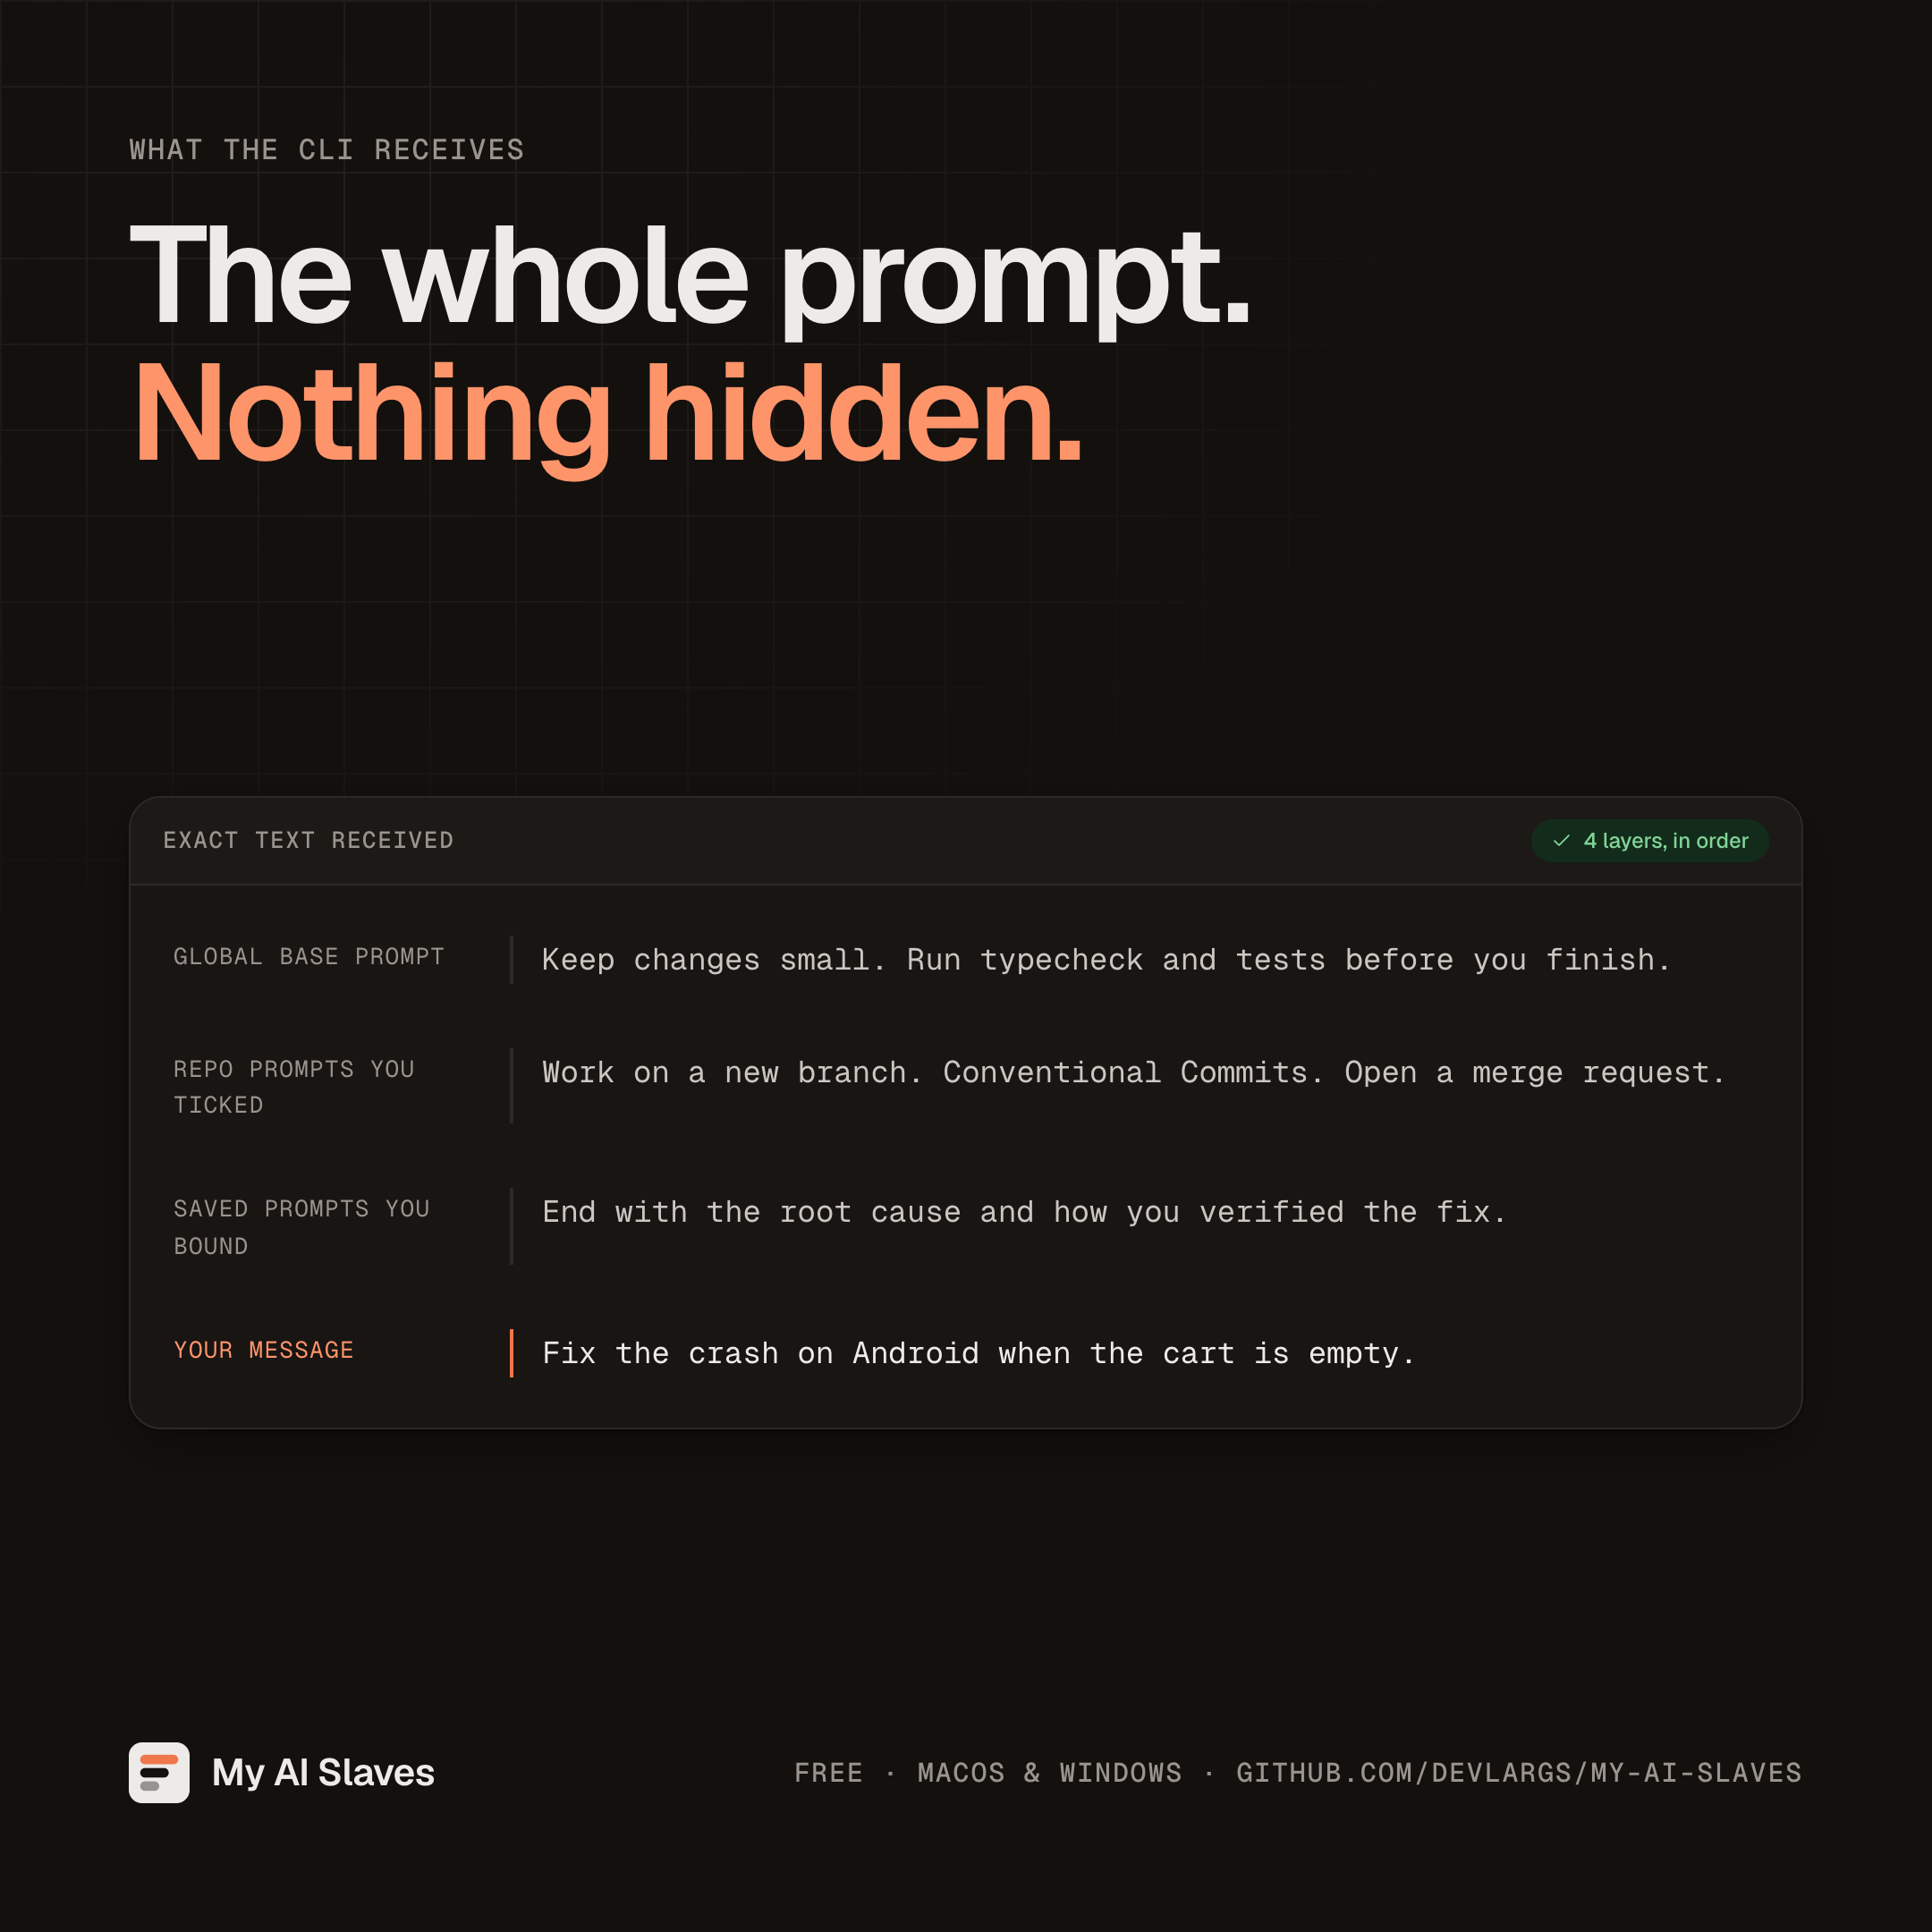 WHAT THE CLI RECEIVES
The whole prompt.
Nothing hidden.
EXACT TEXT RECEIVED
4 layers, in order
GLOBAL BASE PROMPT
Keep changes small. Run typecheck and tests before you finish.
REPO PROMPTS YOU
TICKED
Work on a new branch. Conventional Commits. Open a merge request.
SAVED PROMPTS YOU
BOUND
End with the root cause and how you verified the fix.
YOUR MESSAGE
Fix the crash on Android when the cart is empty.
My AI Slaves
FREE · MACOS & WINDOWS · GITHUB.COM/DEVLARGS/MY-AI-SLAVES